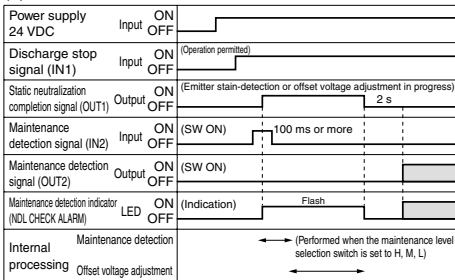 Power supply 24 VDC Input ON OFF
Discharge stop signal (IN1) Input ON OFF (Operation permitted)
Static neutralization completion signal (OUT1) Output ON OFF (Emitter stain-detection or offset voltage adjustment in progress) 2 s
Maintenance detection signal (IN2) Input ON OFF (SW ON) 100 ms or more
Maintenance detection signal (OUT2) Output ON OFF (SW ON)
Maintenance detection indicator (NDL CHECK ALARM) LED ON OFF (Indication) Flash
Internal processing
Maintenance detection (Performed when the maintenance level selection switch is set to H, M, L)
Offset voltage adjustment